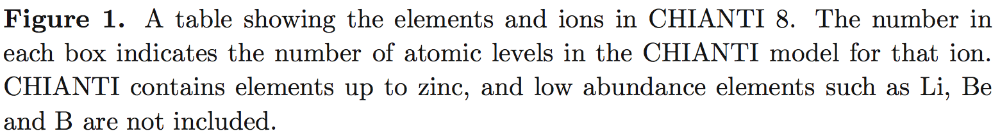 Figure 1. A table showing the elements and ions in CHIANTI 8. The number in
each box indicates the number of atomic levels in the CHIANTI model for that ion.
CHIANTI contains elements up to zinc, and low abundance elements such as Li, Be
and B are not included.